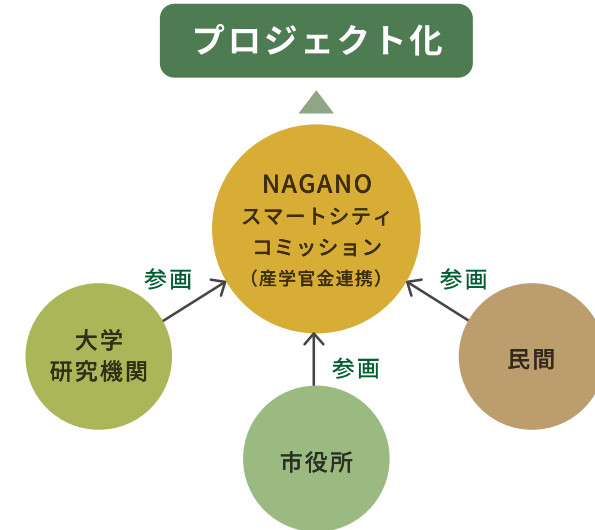 プロジェクト化
NAGANO
スマートシティ
コミッション
（産学官金連携）
参画
参画
大学
研究機関
民間
参画
市役所